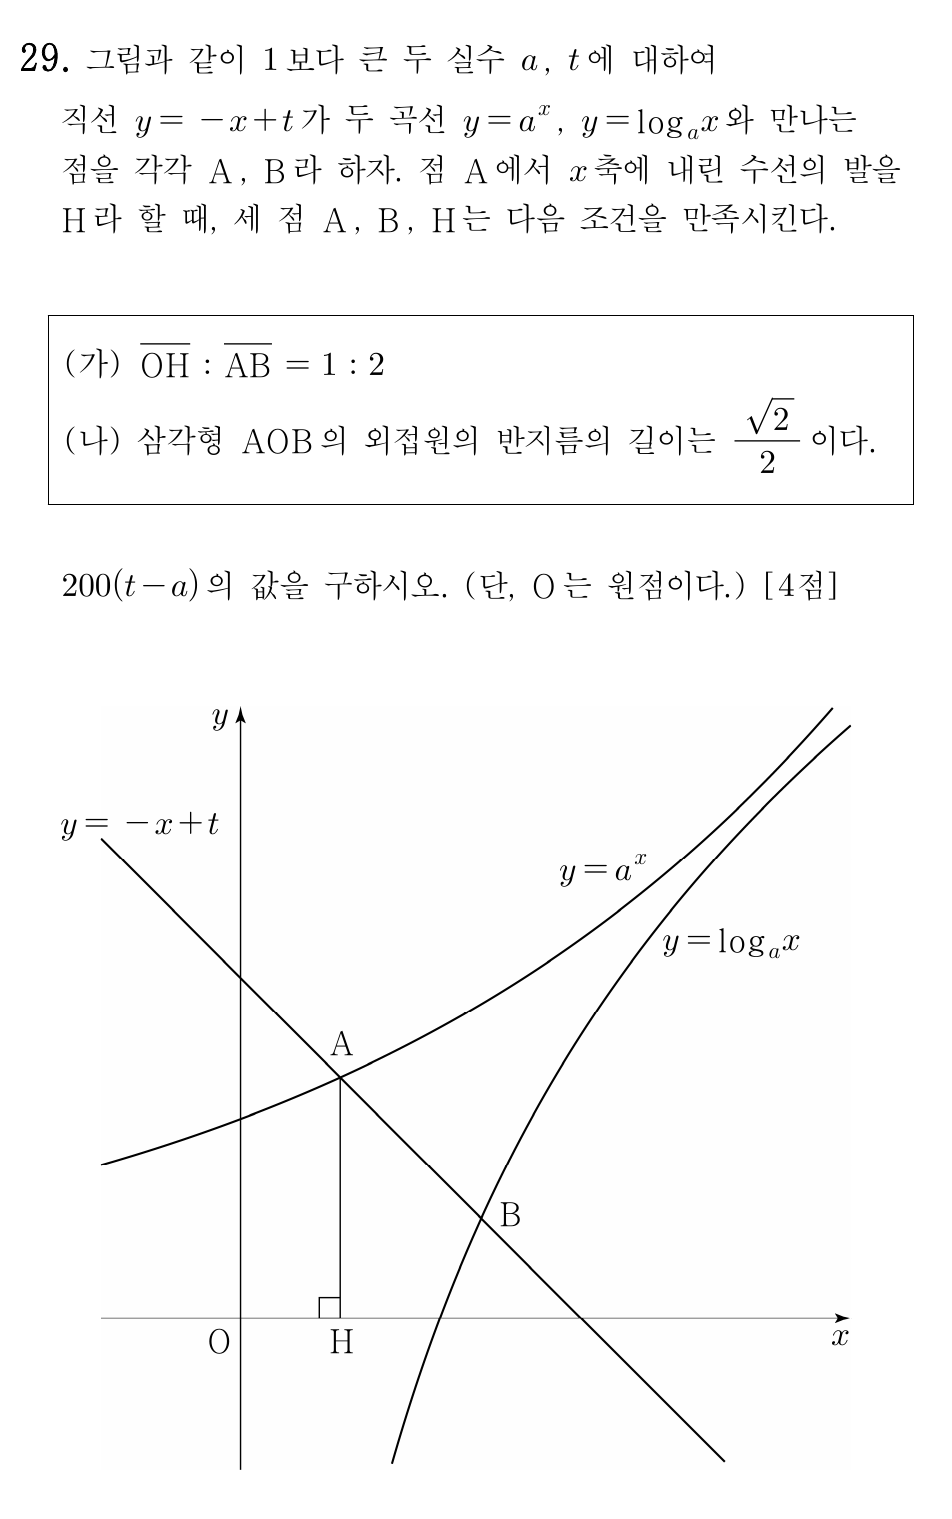 29. 그림과 같이 1보다 큰 두 실수 a, t에 대하여
직선 y = -x+t가 두 곡선 y=a^x, y=log_a x와 만나는
점을 각각 A, B라 하자. 점 A에서 x축에 내린 수선의 발을
H라 할 때, 세 점 A, B, H는 다음 조건을 만족시킨다.
(가) \overline{OH} : \overline{AB} = 1 : 2
(나) 삼각형 AOB의 외접원의 반지름의 길이는 \frac{\sqrt{2}}{2} 이다.
200(t-a)의 값을 구하시오. (단, O는 원점이다.) [4점]
y
y = -x+t
y=a^x
y=log_a x
A
B
O
H
x